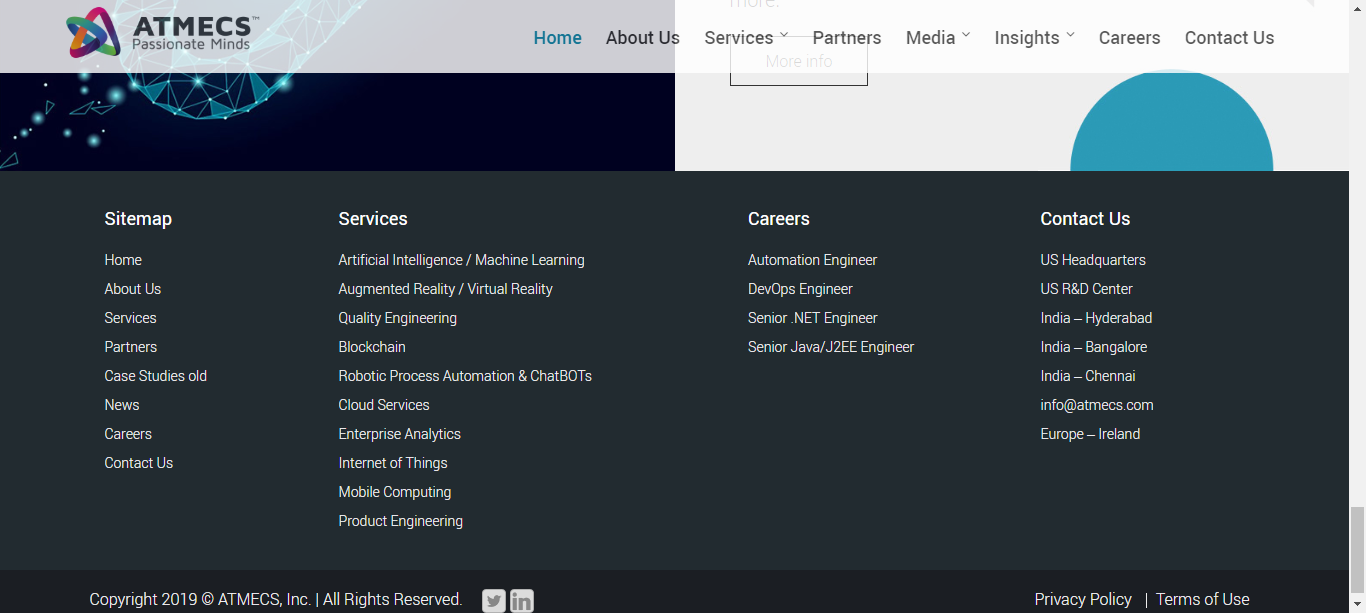 more.
ATMECS™
Passionate Minds
Home About Us Services Partners Media Insights Careers Contact Us
More info
Sitemap
Home
About Us
Services
Partners
Case Studies old
News
Careers
Contact Us
Services
Artificial Intelligence / Machine Learning
Augmented Reality / Virtual Reality
Quality Engineering
Blockchain
Robotic Process Automation & ChatBOTs
Cloud Services
Enterprise Analytics
Internet of Things
Mobile Computing
Product Engineering
Careers
Automation Engineer
DevOps Engineer
Senior .NET Engineer
Senior Java/J2EE Engineer
Contact Us
US Headquarters
US R&D Center
India – Hyderabad
India – Bangalore
India – Chennai
info@atmecs.com
Europe – Ireland
Copyright 2019 © ATMECS, Inc. | All Rights Reserved.
Privacy Policy | Terms of Use